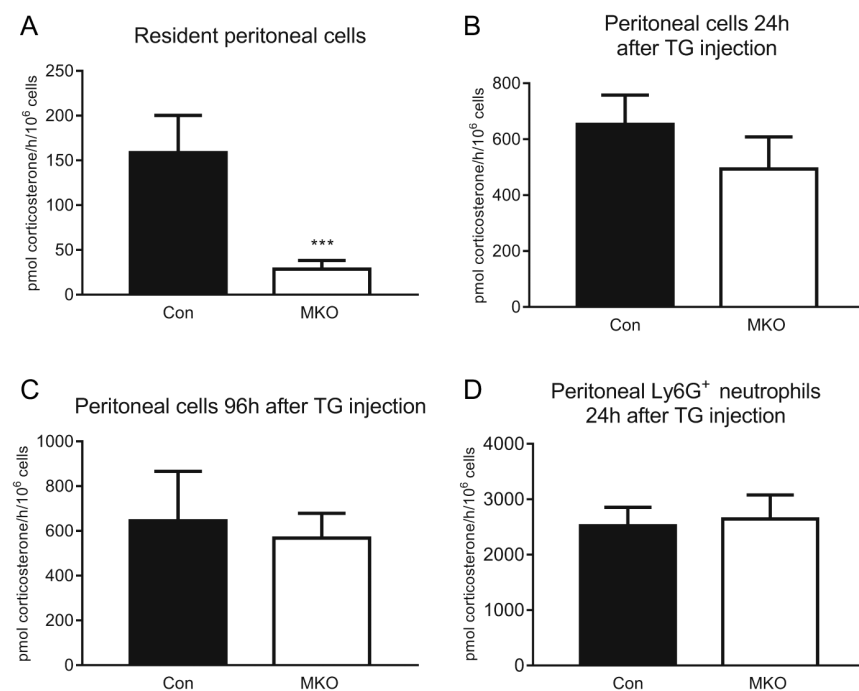 A
Resident peritoneal cells
pmol corticosterone/h/10⁶ cells
250
200
150
100
50
0
***
Con
MKO
B
Peritoneal cells 24h
after TG injection
pmol corticosterone/h/10⁶ cells
800
600
400
200
0
Con
MKO
C
Peritoneal cells 96h after TG injection
pmol corticosterone/h/10⁶ cells
1000
800
600
400
200
0
Con
MKO
D
Peritoneal Ly6G⁺ neutrophils
24h after TG injection
pmol corticosterone/h/10⁶ cells
4000
3000
2000
1000
0
Con
MKO